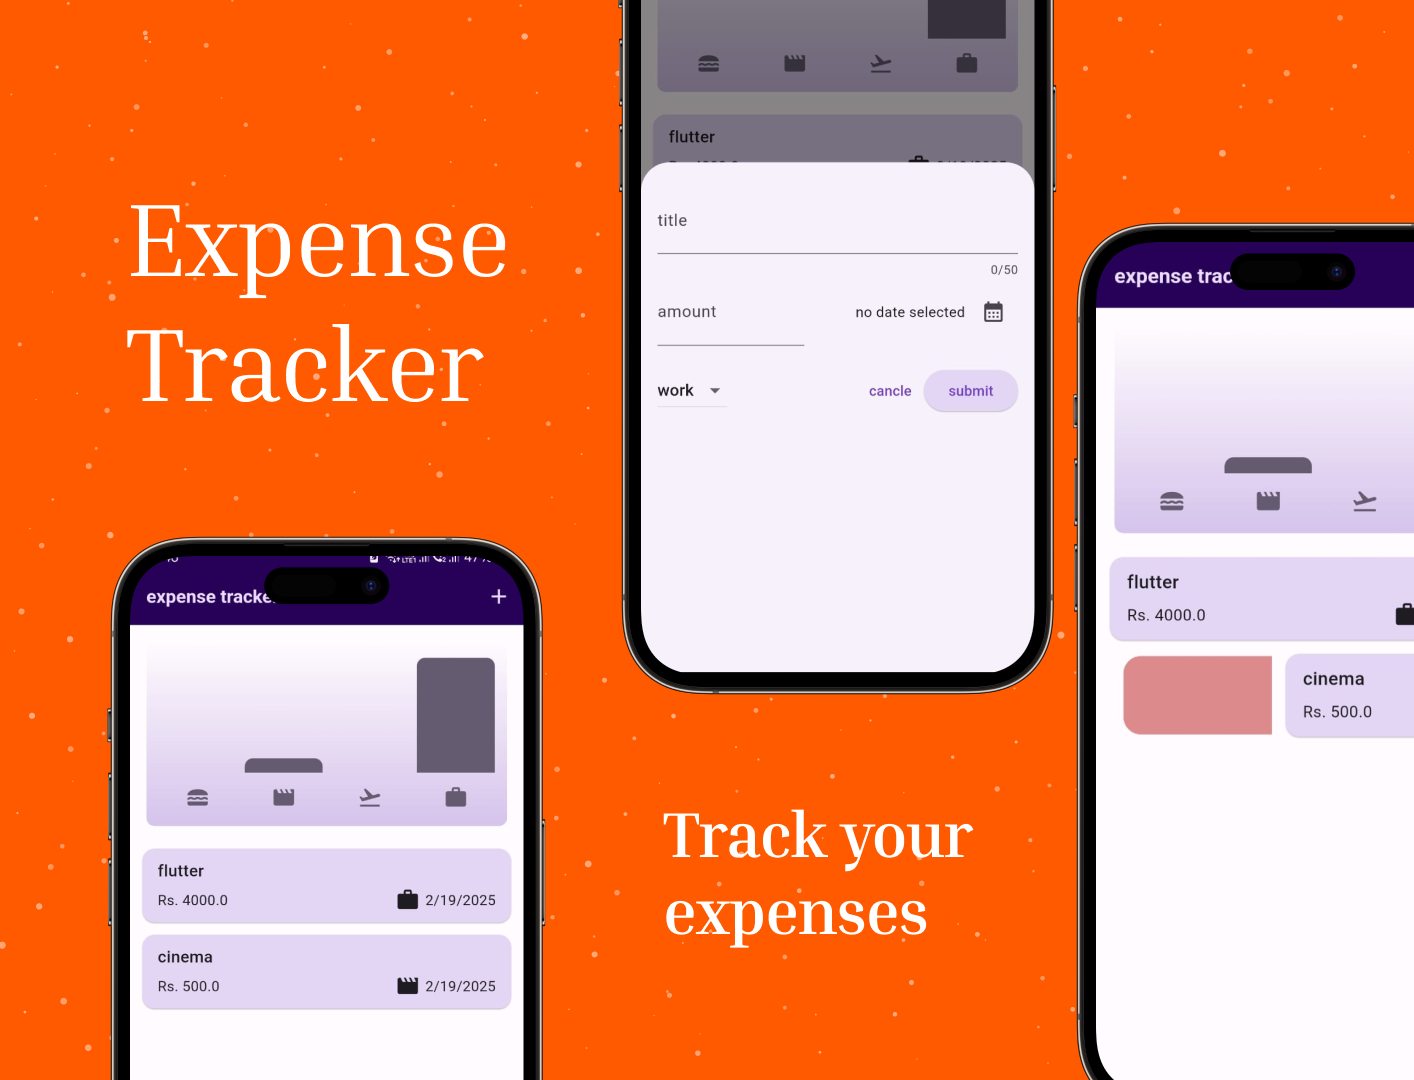 Expense
Tracker
expense tracke
flutter
Rs. 4000.0
2/19/2025
cinema
Rs. 500.0
2/19/2025
flutter
title
0/50
amount
no date selected
work
cancle
submit
Track your
expenses
expense trac
flutter
Rs. 4000.0
cinema
Rs. 500.0